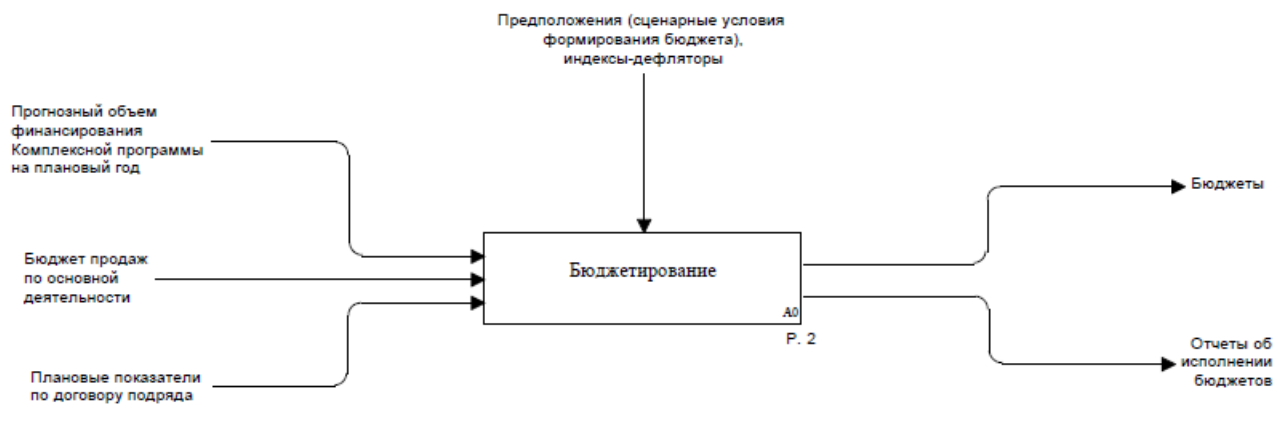 Предположения (сценарные условия
формирования бюджета),
индексы-дефляторы
Прогнозный объем
финансирования
Комплексной программы
на плановый год
Бюджеты
Бюджет продаж
по основной
деятельности
Бюджетирование
A0
Р. 2
Плановые показатели
по договору подряда
Отчеты об
исполнении
бюджетов